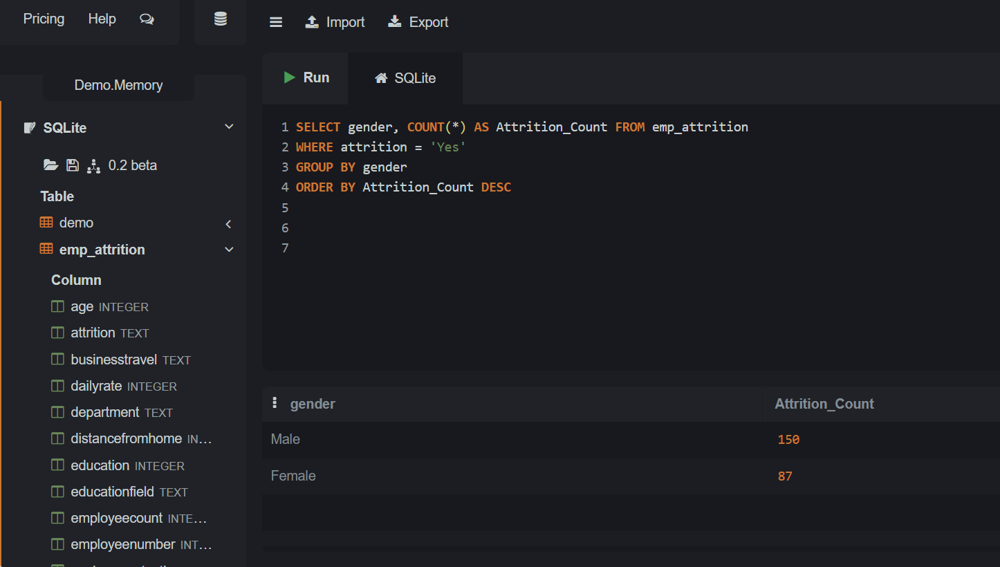 Pricing Help
Import Export
Demo.Memory
Run SQLite
SQLite
0.2 beta
Table
demo
emp_attrition
Column
age INTEGER
attrition TEXT
businesstravel TEXT
dailyrate INTEGER
department TEXT
distancefromhome IN...
education INTEGER
educationfield TEXT
employeecount INTE...
employeenumber INT...
1 SELECT gender, COUNT(*) AS Attrition_Count FROM emp_attrition
2 WHERE attrition = 'Yes'
3 GROUP BY gender
4 ORDER BY Attrition_Count DESC
5
6
7
gender Attrition_Count
Male 150
Female 87